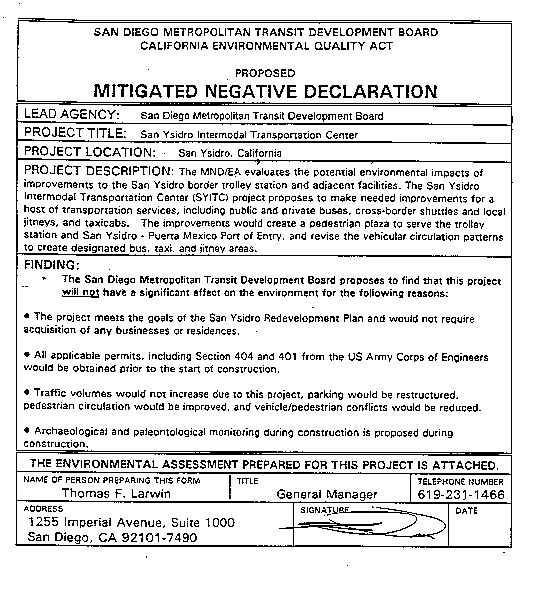 SAN DIEGO METROPOLITAN TRANSIT DEVELOPMENT BOARD
CALIFORNIA ENVIRONMENTAL QUALITY ACT
PROPOSED
MITIGATED NEGATIVE DECLARATION
LEAD AGENCY: San Diego Metropolitan Transit Development Board
PROJECT TITLE: San Ysidro Intermodal Transportation Center
PROJECT LOCATION: San Ysidro, California
PROJECT DESCRIPTION: The MND/EA evaluates the potential environmental impacts of
improvements to the San Ysidro border trolley station and adjacent facilities. The San Ysidro
Intermodal Transportation Center (SYITC) project proposes to make needed improvements for a
host of transportation services, including public and private buses, cross-border shuttles and local
jitneys, and taxicabs. The improvements would create a pedestrian plaza to serve the trolley
station and San Ysidro - Puerta Mexico Port of Entry, and revise the vehicular circulation patterns
to create designated bus, taxi, and jitney areas.
FINDING:
• The San Diego Metropolitan Transit Development Board proposes to find that this project
will not have a significant effect on the environment for the following reasons:
• The project meets the goals of the San Ysidro Redevelopment Plan and would not require
acquisition of any businesses or residences.
• All applicable permits, including Section 404 and 401 from the US Army Corps of Engineers
would be obtained prior to the start of construction.
• Traffic volumes would not increase due to this project, parking would be restructured,
pedestrian circulation would be improved, and vehicle/pedestrian conflicts would be reduced.
• Archaeological and paleontological monitoring during construction is proposed during
construction.
THE ENVIRONMENTAL ASSESSMENT PREPARED FOR THIS PROJECT IS ATTACHED.
NAME OF PERSON PREPARING THIS FORM TITLE TELEPHONE NUMBER
Thomas F. Larwin General Manager 619-231-1466
ADDRESS SIGNATURE DATE
1255 Imperial Avenue, Suite 1000
San Diego, CA 92101-7490